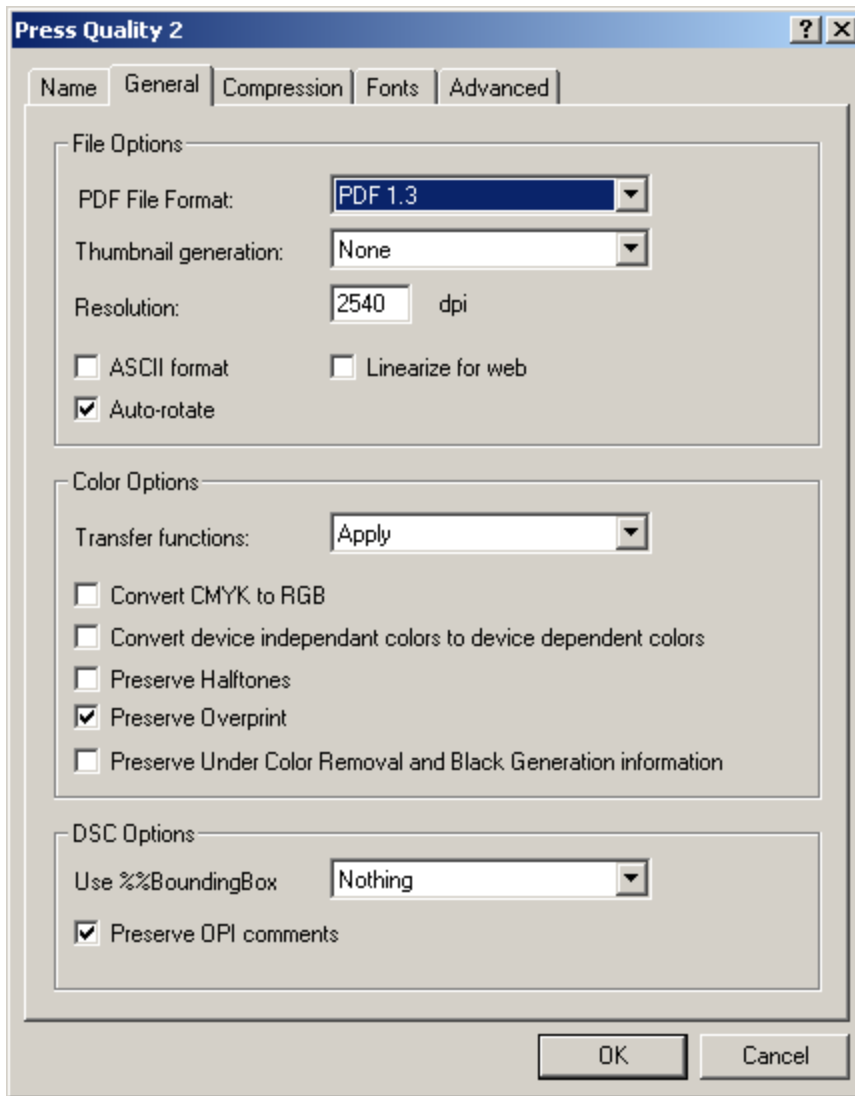 Press Quality 2
Name General Compression Fonts Advanced
File Options
PDF File Format: PDF 1.3
Thumbnail generation: None
Resolution: 2540 dpi
ASCII format Linearize for web
Auto-rotate
Color Options
Transfer functions: Apply
Convert CMYK to RGB
Convert device independant colors to device dependent colors
Preserve Halftones
Preserve Overprint
Preserve Under Color Removal and Black Generation information
DSC Options
Use %%BoundingBox Nothing
Preserve OPI comments
OK Cancel